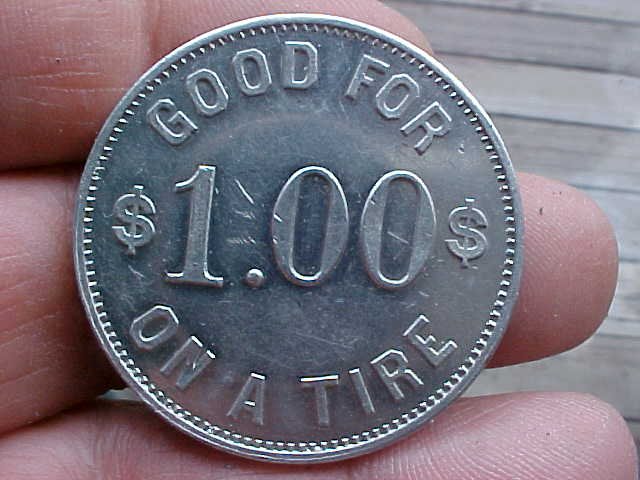 GOOD FOR
$ 1.00 $
ON A TIRE